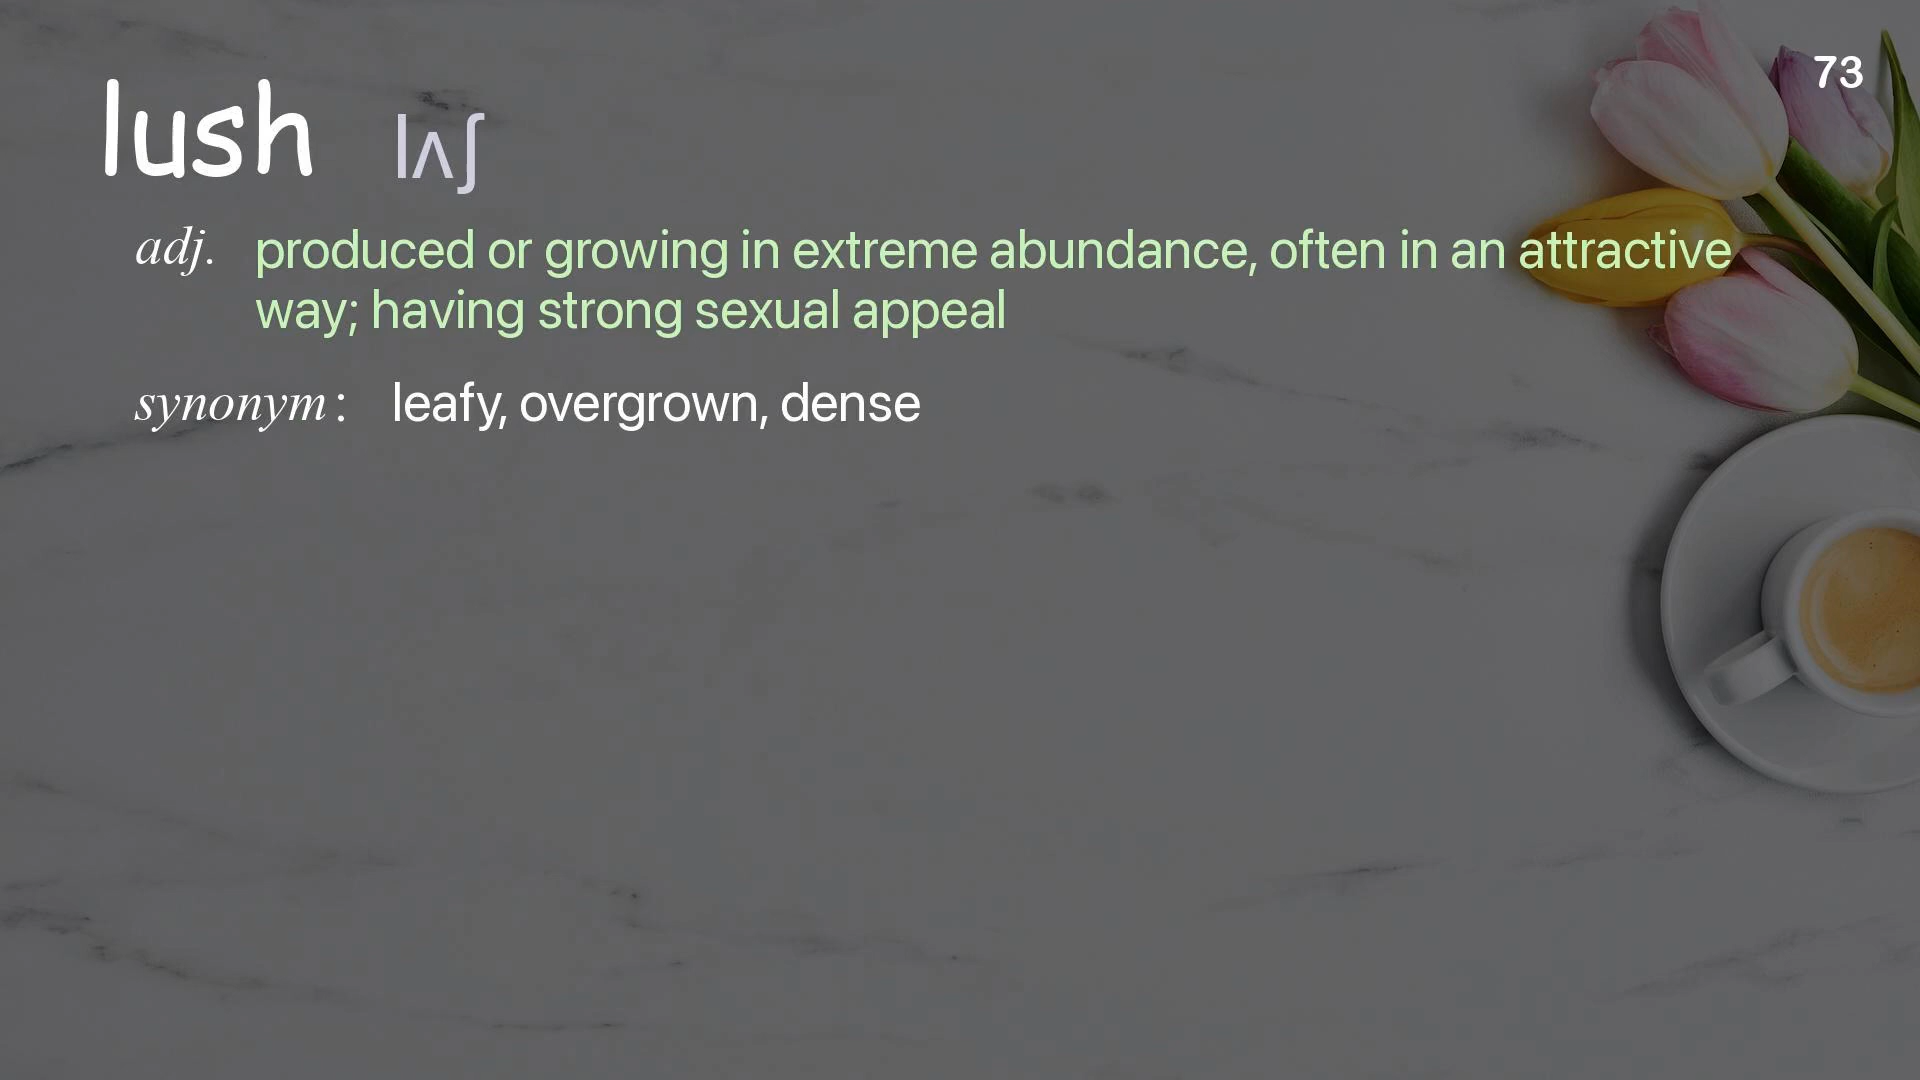 73
lush lʌʃ
adj. produced or growing in extreme abundance, often in an attractive
way; having strong sexual appeal
synonym: leafy, overgrown, dense